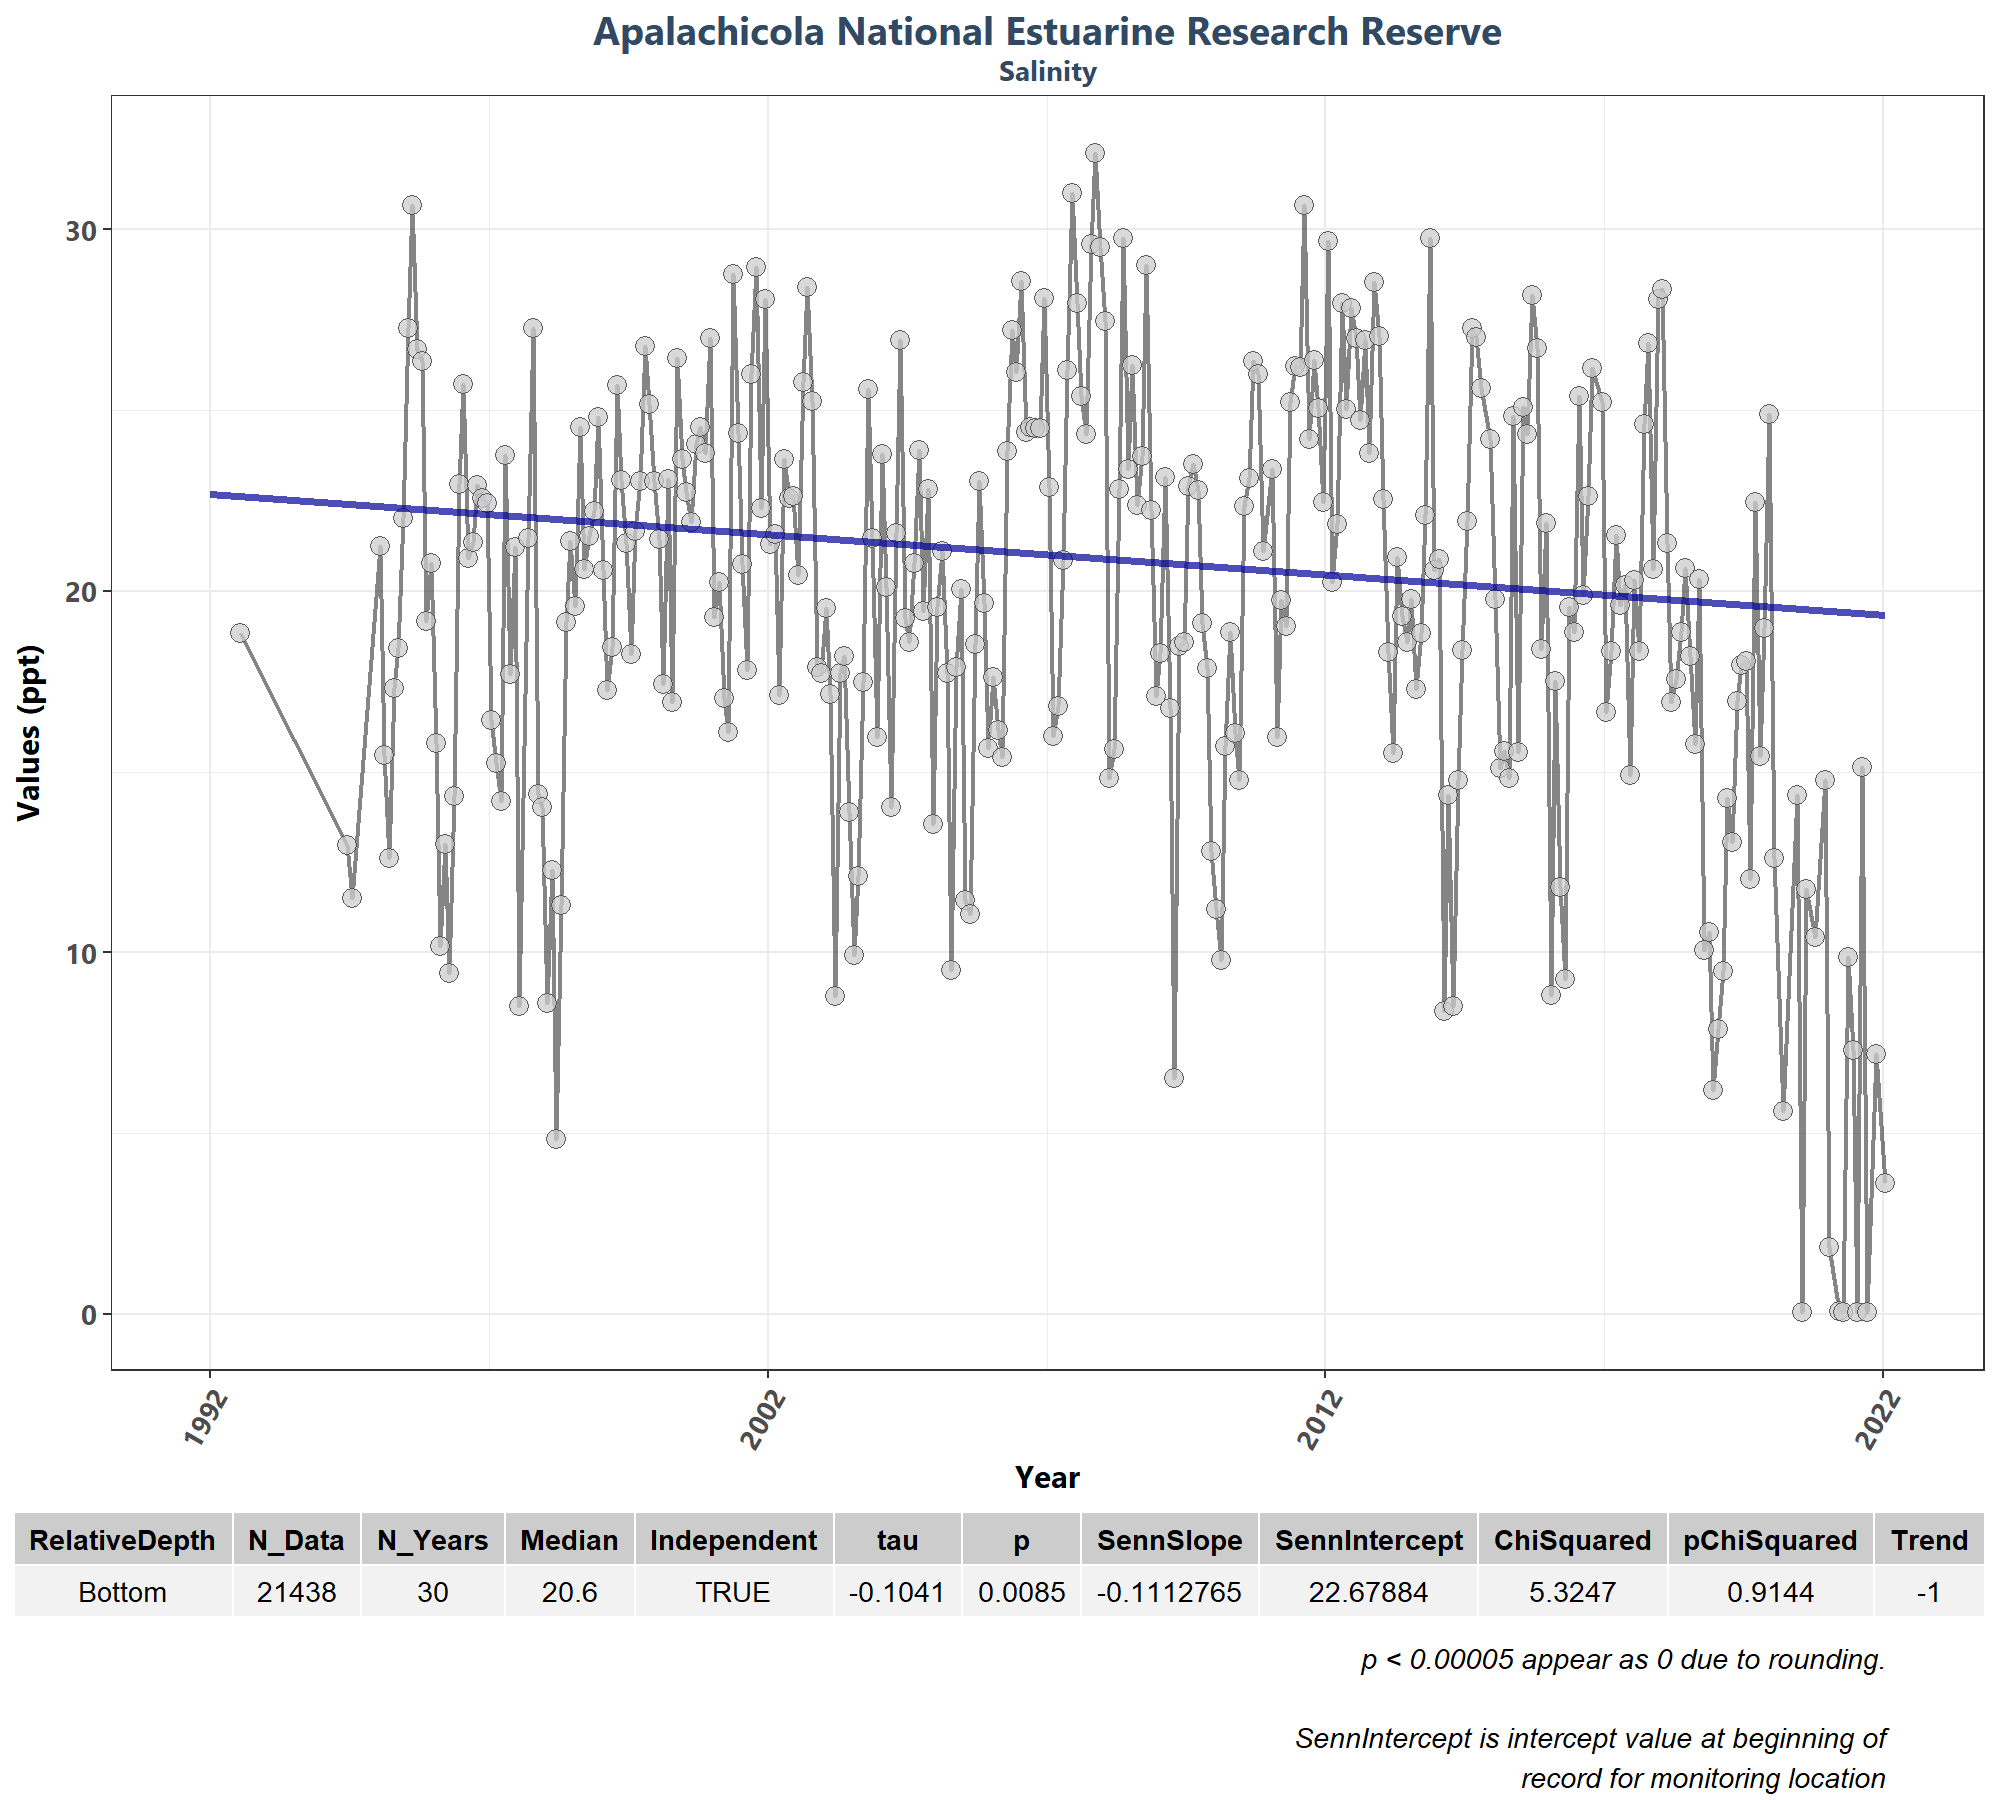 Apalachicola National Estuarine Research Reserve
Salinity
Values (ppt)
30
20
10
0
1992
2002
2012
2022
Year
RelativeDepth N_Data N_Years Median Independent tau p SennSlope SennIntercept ChiSquared pChiSquared Trend
Bottom 21438 30 20.6 TRUE -0.1041 0.0085 -0.1112765 22.67884 5.3247 0.9144 -1
p < 0.00005 appear as 0 due to rounding.
SennIntercept is intercept value at beginning of
record for monitoring location